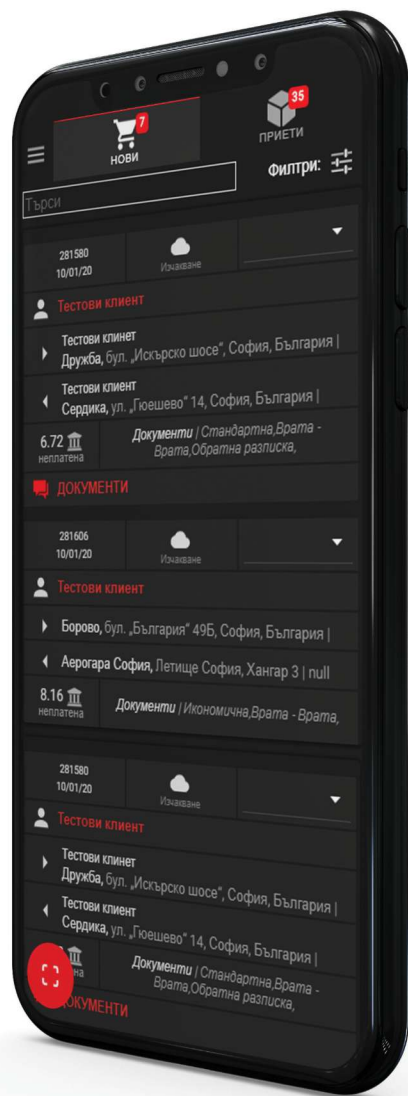 7
НОВИ
35
ПРИЕТИ
Търси
Филтри:
281580
10/01/20
Изчакване
Тестови клиент
Тестови клинет
Дружба, бул. „Искърско шосе“, София, България |
Тестови клиент
Сердика, ул. „Гюешево“ 14, София, България |
6.72
неплатена
Документи | Стандартна,Врата -
Врата,Обратна разписка,
ДОКУМЕНТИ
281606
10/01/20
Изчакване
Тестови клиент
Борово, бул. „България“ 49Б, София, България |
Аерогара София, Летище София, Хангар 3 | null
8.16
неплатена
Документи | Икономична,Врата - Врата,
281580
10/01/20
Изчакване
Тестови клиент
Тестови клинет
Дружба, бул. „Искърско шосе“, София, България |
Тестови клиент
Сердика, ул. „Гюешево“ 14, София, България |
Документи | Стандартна,Врата -
Врата,Обратна разписка,
ДОКУМЕНТИ